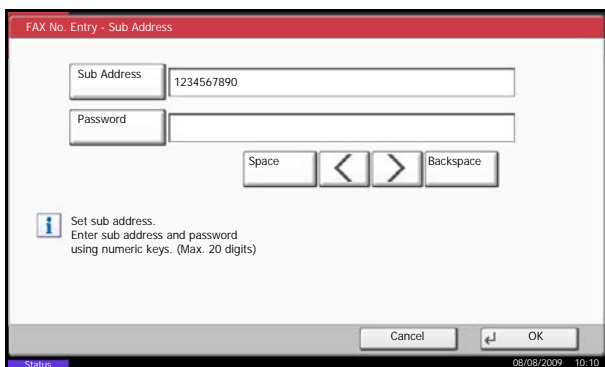 FAX No. Entry - Sub Address
Sub Address
1234567890
Password
Space
Backspace
Set sub address.
Enter sub address and password
using numeric keys. (Max. 20 digits)
Cancel
OK
Status
08/08/2009 10:10